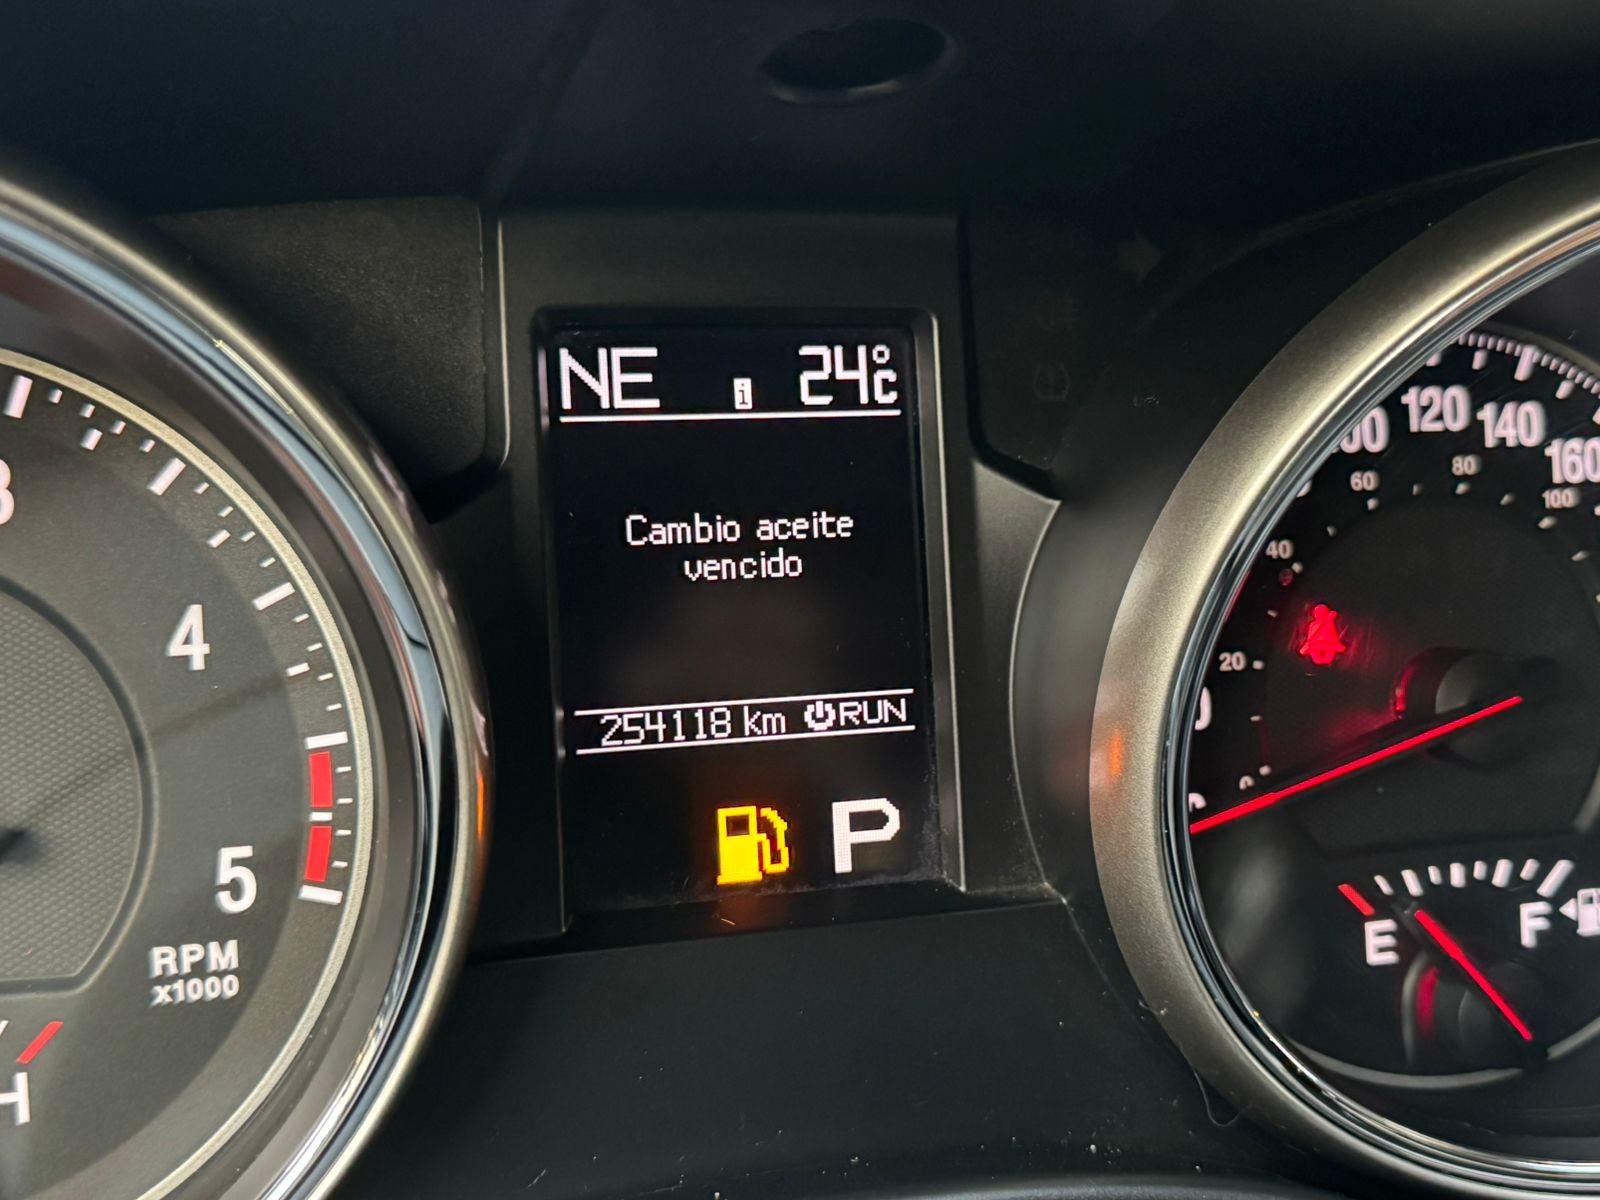 NE i 24°C
Cambio aceite
vencido
254118 km RUN
P
4
5
RPM
x1000
H
120 140 160
60 80 100
40
20
0
E F